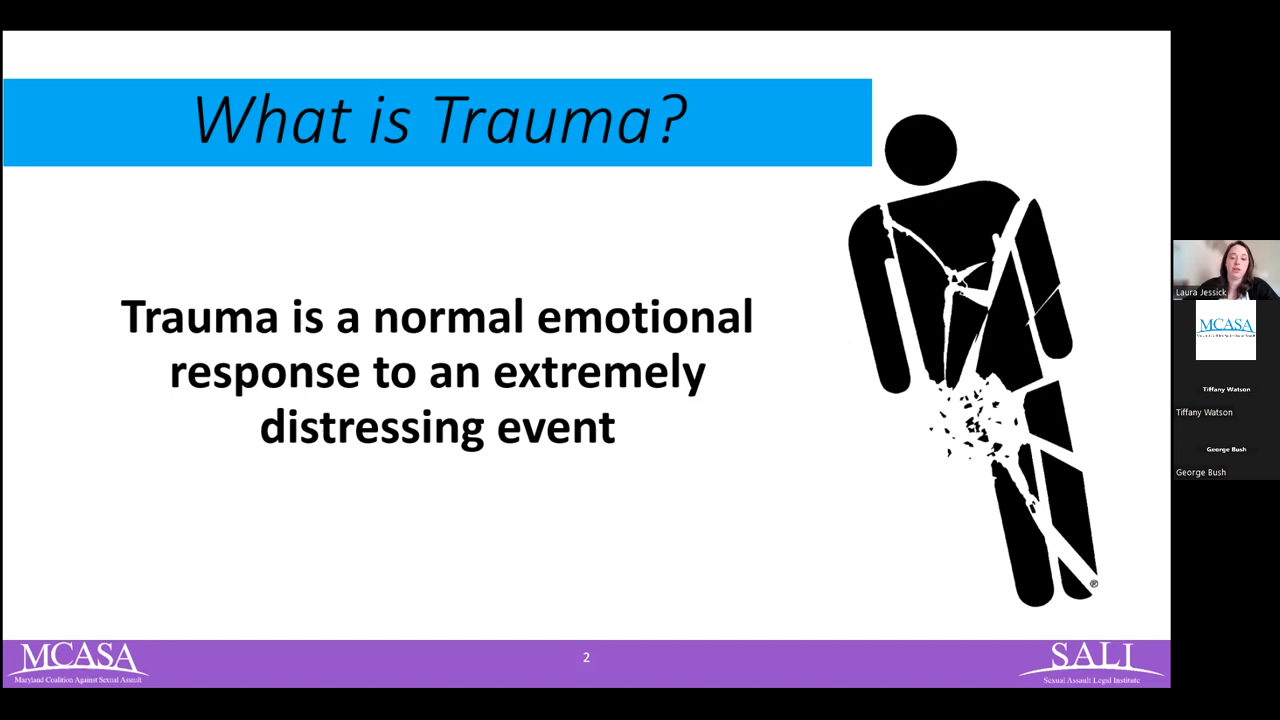 What is Trauma?
Trauma is a normal emotional
response to an extremely
distressing event
®
MCASA
Maryland Coalition Against Sexual Assault
2
SALI
Sexual Assault Legal Institute
Laura Jessick
MCASA
Tiffany Watson
Tiffany Watson
George Bush
George Bush